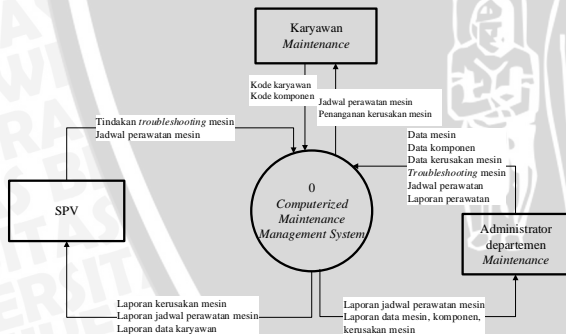 Karyawan
Maintenance
Kode karyawan
Kode komponen
Jadwal perawatan mesin
Penanganan kerusakan mesin
Tindakan troubleshooting mesin
Jadwal perawatan mesin
Data mesin
Data komponen
Data kerusakan mesin
Troubleshooting mesin
Jadwal perawatan
Laporan perawatan
SPV
0
Computerized
Maintenance
Management System
Administrator
departemen
Maintenance
Laporan kerusakan mesin
Laporan jadwal perawatan mesin
Laporan data karyawan
Laporan jadwal perawatan mesin
Laporan data mesin, komponen,
kerusakan mesin